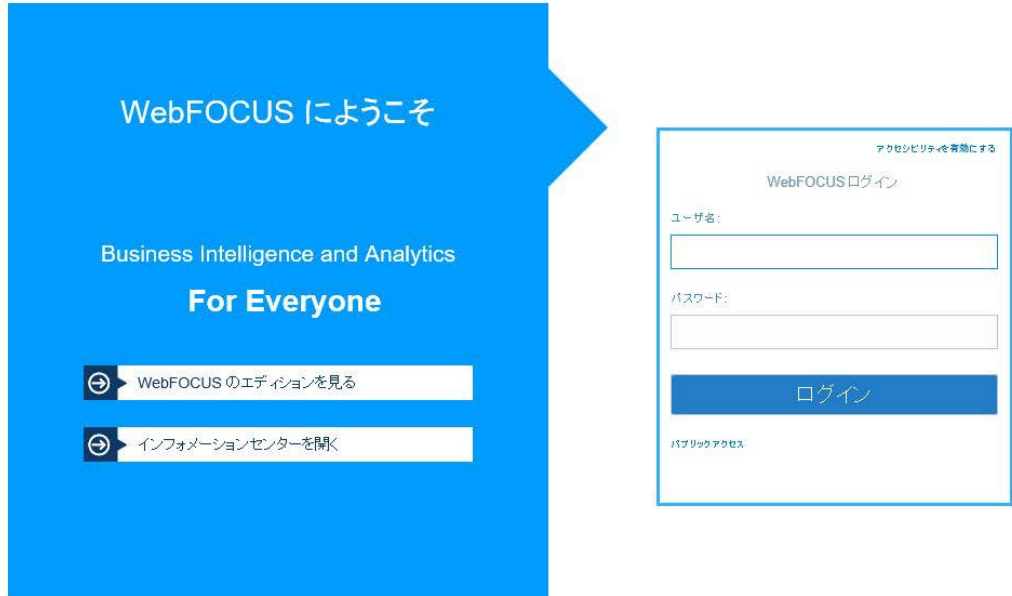 WebFOCUS にようこそ
Business Intelligence and Analytics
For Everyone
WebFOCUS のエディションを見る
インフォメーションセンターを開く
アクセシビリティを有効にする
WebFOCUS ログイン
ユーザ名:
パスワード:
ログイン
パブリックアクセス